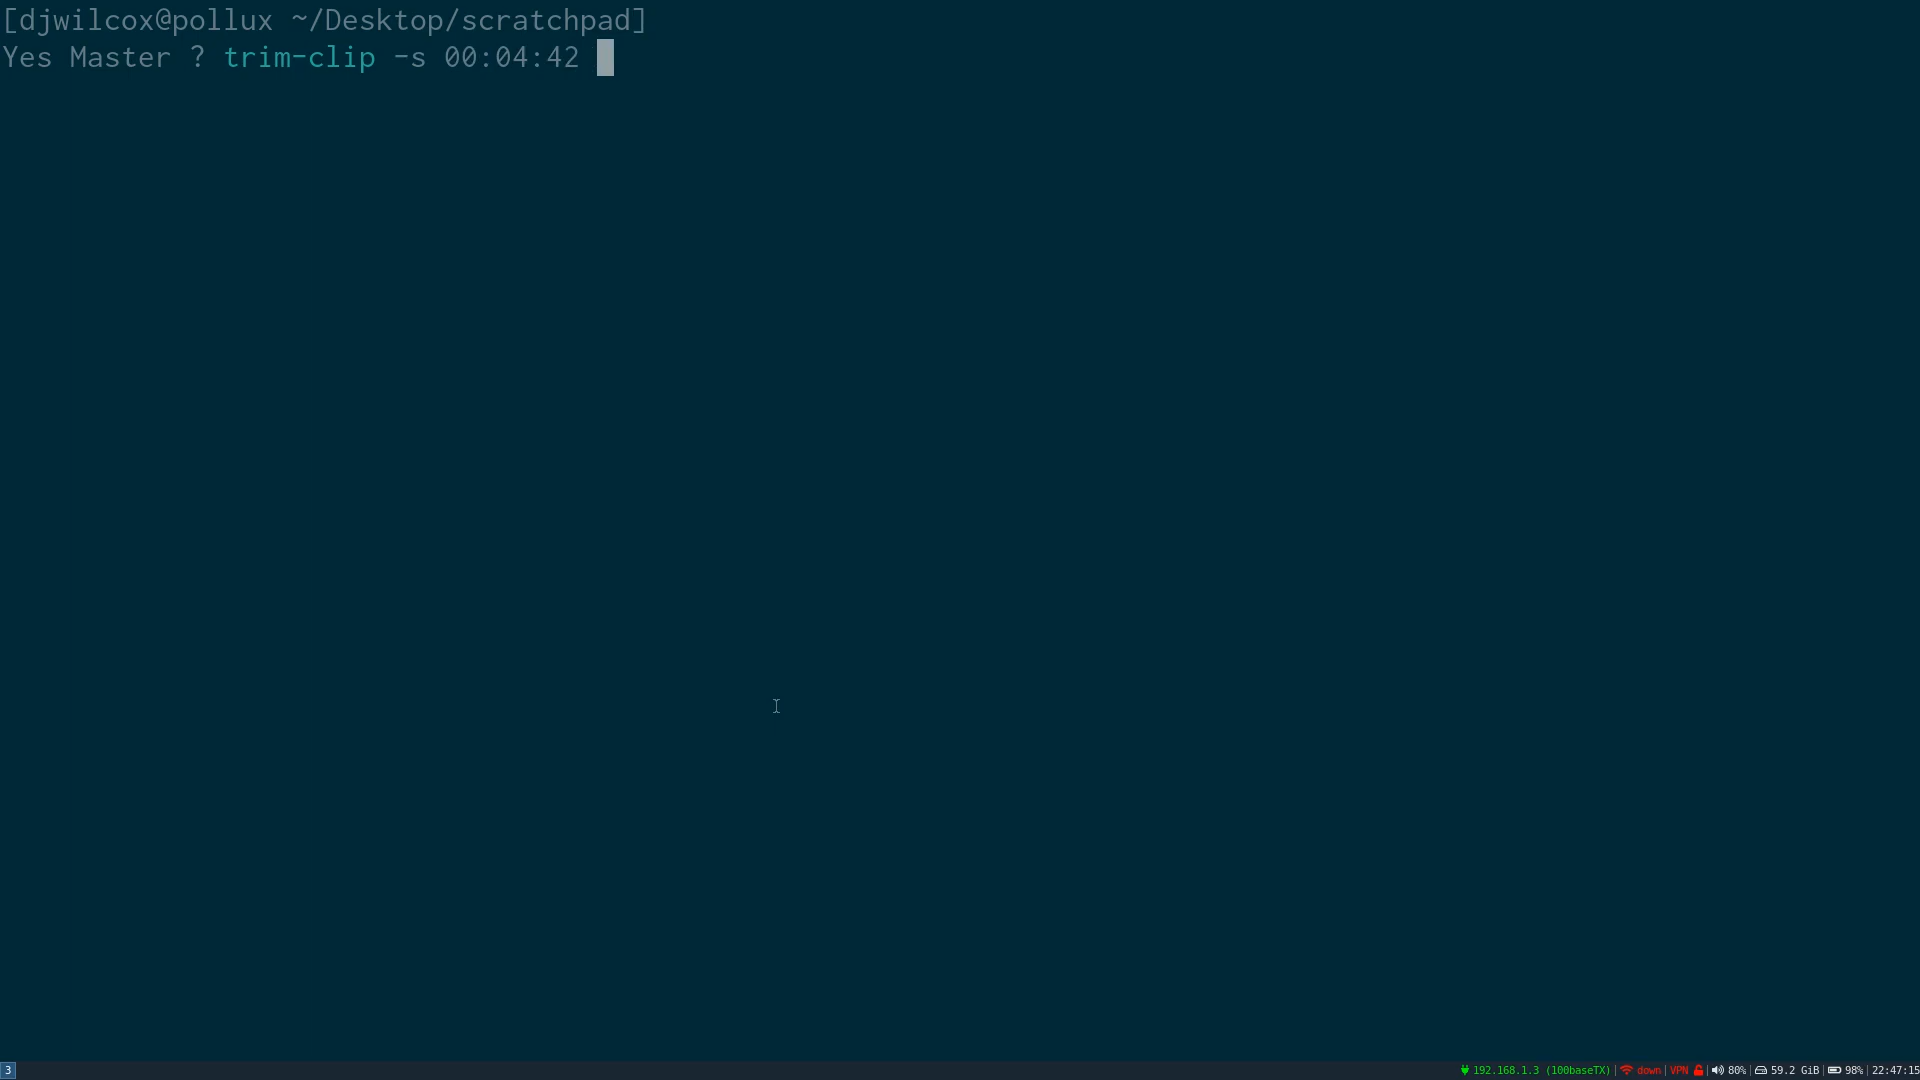 [djwilcox@pollux ~/Desktop/scratchpad]
Yes Master ? trim-clip -s 00:04:42
3 192.168.1.3 (100baseTX)| down|VPN | 80%| 59.2 GiB| 98%|22:47:15